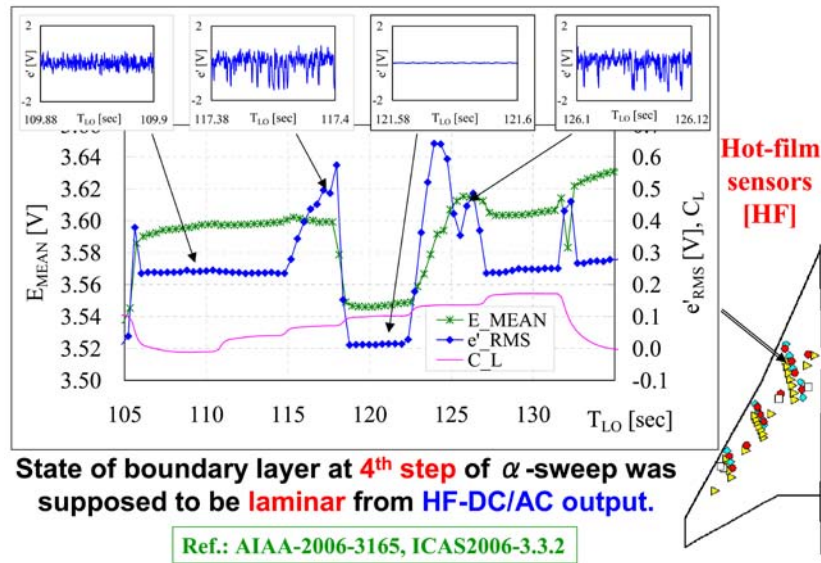 2
e' [V]
-2
109.88 T_LO [sec] 109.9
2
e' [V]
-2
117.38 T_LO [sec] 117.4
2
e' [V]
-2
121.58 T_LO [sec] 121.6
2
e' [V]
-2
126.1 T_LO [sec] 126.12
3.64
3.62
3.60
3.58
3.56
3.54
3.52
3.50
E_MEAN [V]
0.6
0.5
0.4
0.3
0.2
0.1
0.0
-0.1
e'_RMS [V], C_L
E_MEAN
e'_RMS
C_L
105 110 115 120 125 130 T_LO [sec]
Hot-film
sensors
[HF]
State of boundary layer at 4th step of α-sweep was
supposed to be laminar from HF-DC/AC output.
Ref.: AIAA-2006-3165, ICAS2006-3.3.2